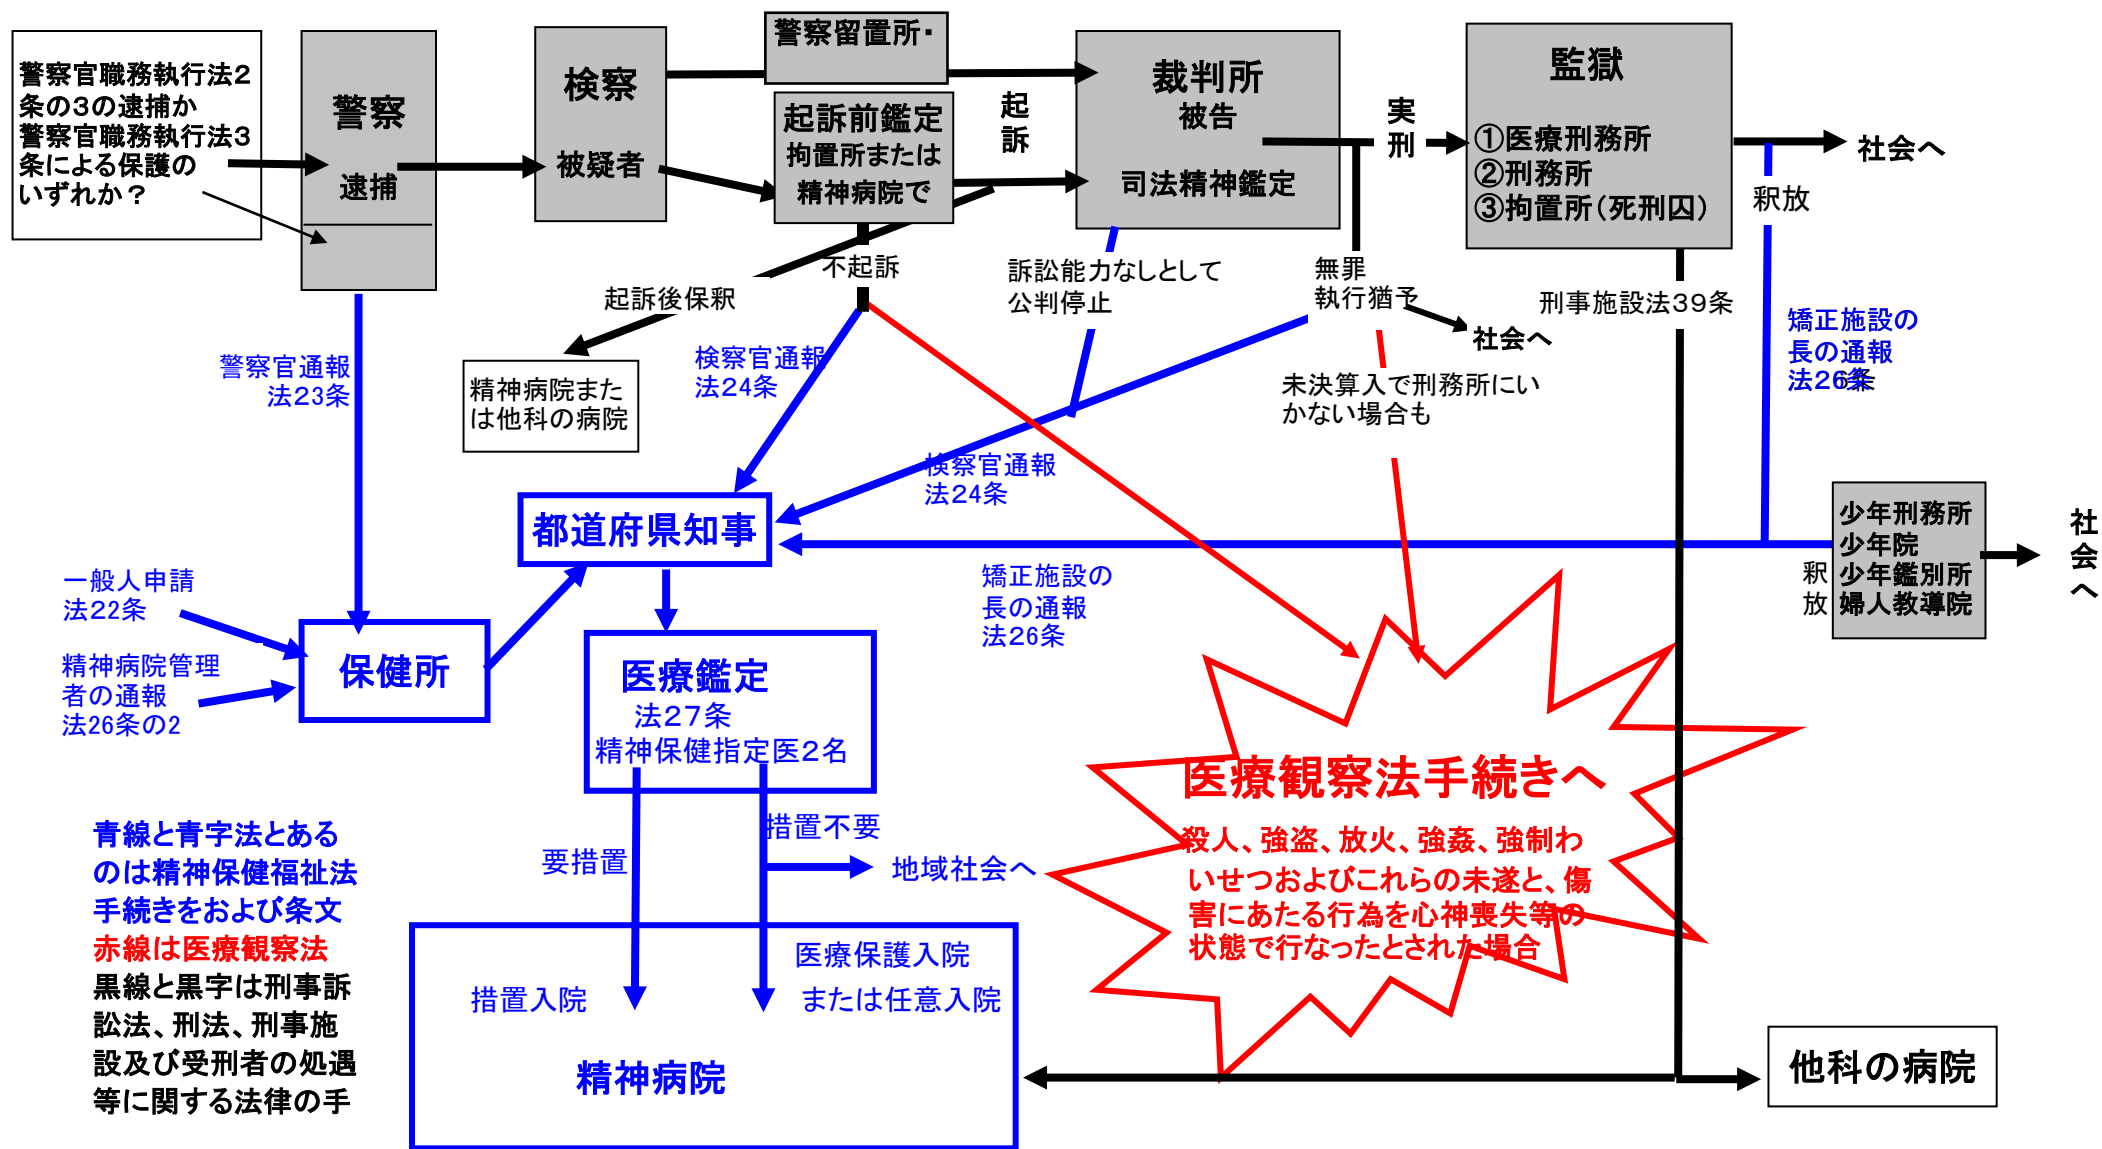 警察官職務執行法2
条の3の逮捕か
警察官職務執行法3
条による保護の
いずれか？
警察
逮捕
検察
被疑者
警察留置所・
起訴前鑑定
拘置所または
精神病院で
起
訴
裁判所
被告
司法精神鑑定
実
刑
監獄
①医療刑務所
②刑務所
③拘置所（死刑囚）
社会へ
釈放
不起訴
起訴後保釈
訴訟能力なしとして
公判停止
無罪
執行猶予
社会へ
刑事施設法39条
矯正施設の
長の通報
法26条
警察官通報
法23条
精神病院また
は他科の病院
検察官通報
法24条
未決算入で刑務所にい
かない場合も
検察官通報
法24条
都道府県知事
少年刑務所
少年院
少年鑑別所
婦人教導院
社
会
へ
釈
放
一般人申請
法22条
矯正施設の
長の通報
法26条
精神病院管理
者の通報
法26条の2
保健所
医療鑑定
法27条
精神保健指定医2名
医療観察法手続きへ
殺人、強盗、放火、強姦、強制わ
いせつおよびこれらの未遂と、傷
害にあたる行為を心神喪失等の
状態で行なったとされた場合
要措置
措置不要
地域社会へ
青線と青字法とある
のは精神保健福祉法
手続きをおよび条文
赤線は医療観察法
黒線と黒字は刑事訴
訟法、刑法、刑事施
設及び受刑者の処遇
等に関する法律の手
措置入院
医療保護入院
または任意入院
精神病院
他科の病院